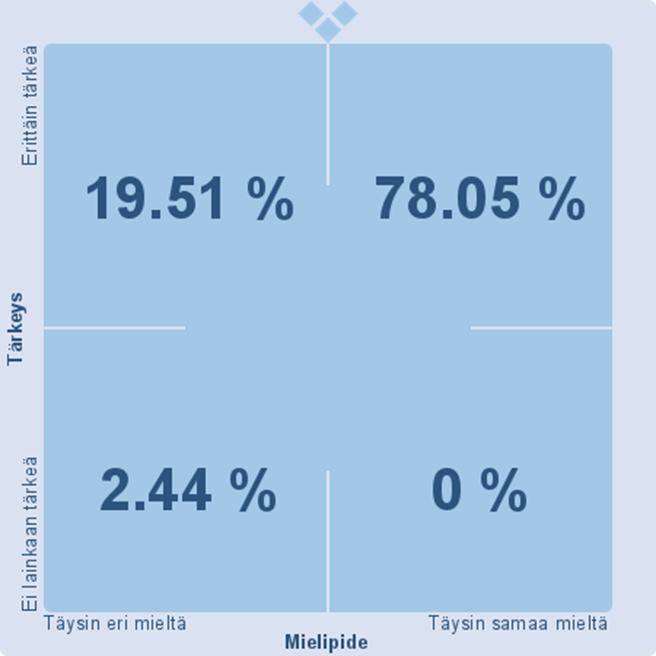 Erittäin tärkeä
19.51 %
78.05 %
Tärkeys
Ei lainkaan tärkeä
2.44 %
0 %
Täysin eri mieltä
Täysin samaa mieltä
Mielipide